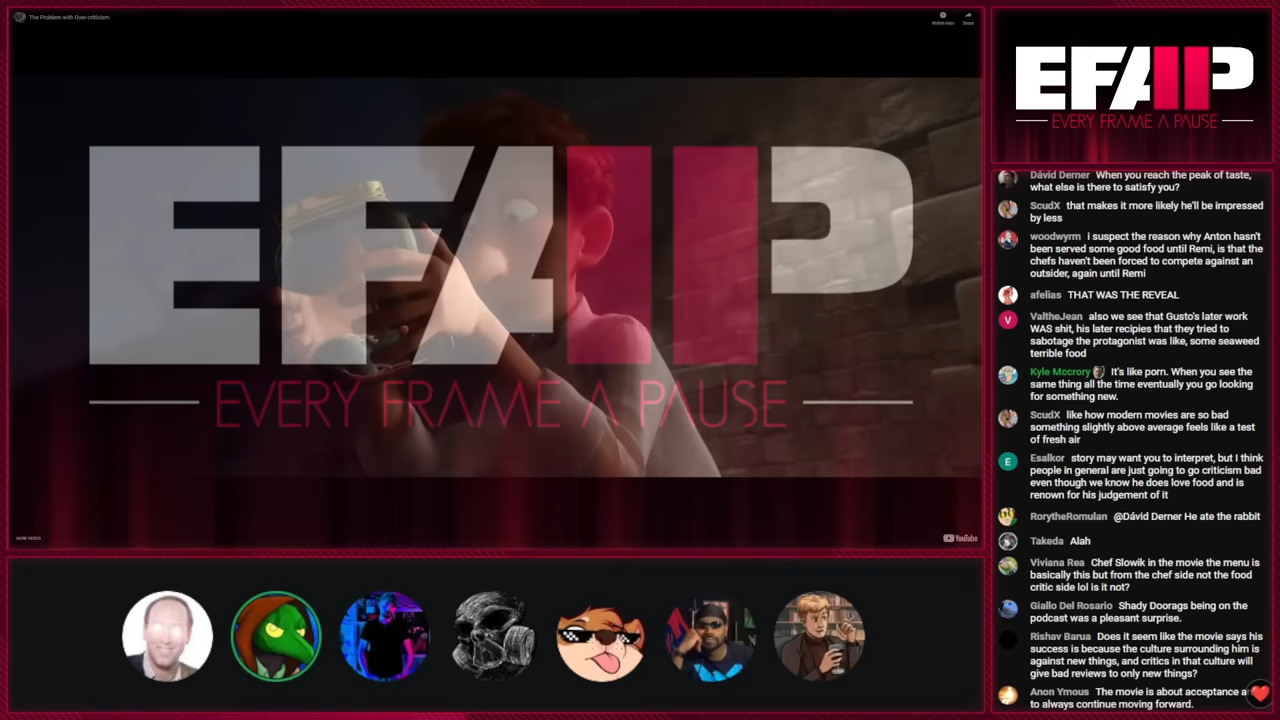 The Problem with Over-criticism
Watch later
Share
EFAP
EVERY FRAME A PAUSE
MORE VIDEOS
YouTube
EFAP
EVERY FRAME A PAUSE
Dávid Derner When you reach the peak of taste,
what else is there to satisfy you?
ScudX that makes it more likely he'll be impressed
by less
woodwyrm i suspect the reason why Anton hasn't
been served some good food until Remi, is that the
chefs haven't been forced to compete against an
outsider, again until Remi
afelias THAT WAS THE REVEAL
V
ValtheJean also we see that Gusto's later work
WAS shit, his later recipies that they tried to
sabotage the protagonist was like, some seaweed
terrible food
Kyle Mccrory It's like porn. When you see the
same thing all the time eventually you go looking
for something new.
ScudX like how modern movies are so bad
something slightly above average feels like a test
of fresh air
E
Esalkor story may want you to interpret, but I think
people in general are just going to go criticism bad
even though we know he does love food and is
renown for his judgement of it
RorytheRomulan @Dávid Derner He ate the rabbit
Takeda Alah
Viviana Rea Chef Slowik in the movie the menu is
basically this but from the chef side not the food
critic side lol is it not?
Giallo Del Rosario Shady Doorags being on the
podcast was a pleasant surprise.
Rishav Barua Does it seem like the movie says his
success is because the culture surrounding him is
against new things, and critics in that culture will
give bad reviews to only new things?
Anon Ymous The movie is about acceptance
to always continue moving forward.